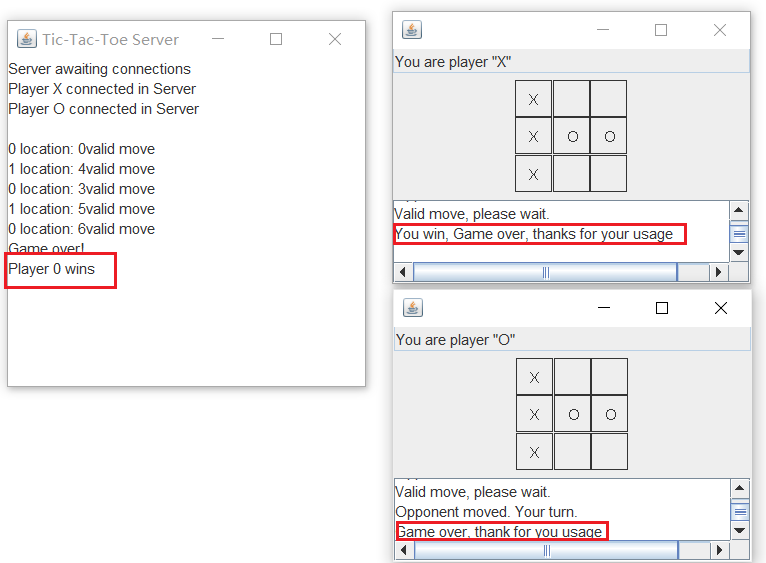 Tic-Tac-Toe Server
Server awaiting connections
Player X connected in Server
Player O connected in Server
0 location: 0valid move
1 location: 4valid move
0 location: 3valid move
1 location: 5valid move
0 location: 6valid move
Game over!
Player 0 wins
You are player "X"
X
X O O
X
Valid move, please wait.
You win, Game over, thanks for your usage
You are player "O"
X
X O O
X
Valid move, please wait.
Opponent moved. Your turn.
Game over, thank for you usage